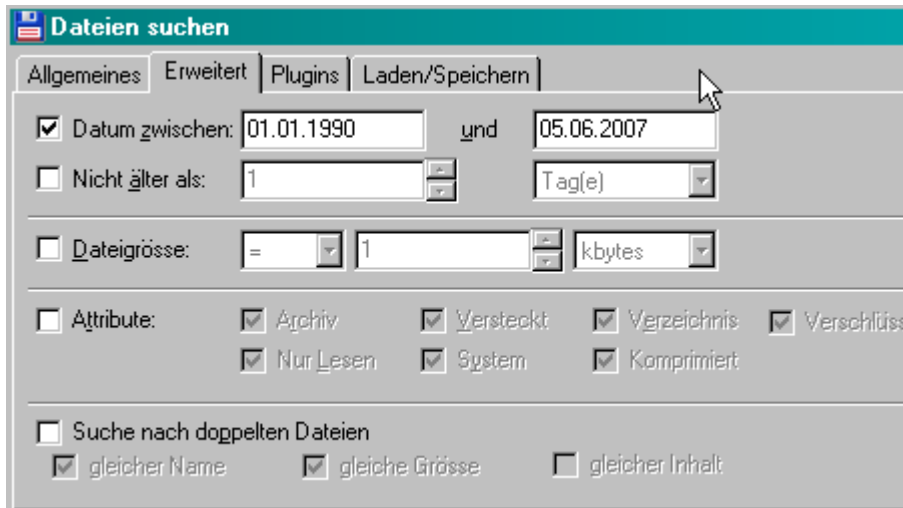 Dateien suchen
Allgemeines Erweitert Plugins Laden/Speichern
Datum zwischen: 01.01.1990 und 05.06.2007
Nicht älter als: 1 Tag(e)
Dateigrösse: = 1 kbytes
Attribute: Archiv Versteckt Verzeichnis Verschlüss
Nur Lesen System Komprimiert
Suche nach doppelten Dateien
gleicher Name gleiche Grösse gleicher Inhalt